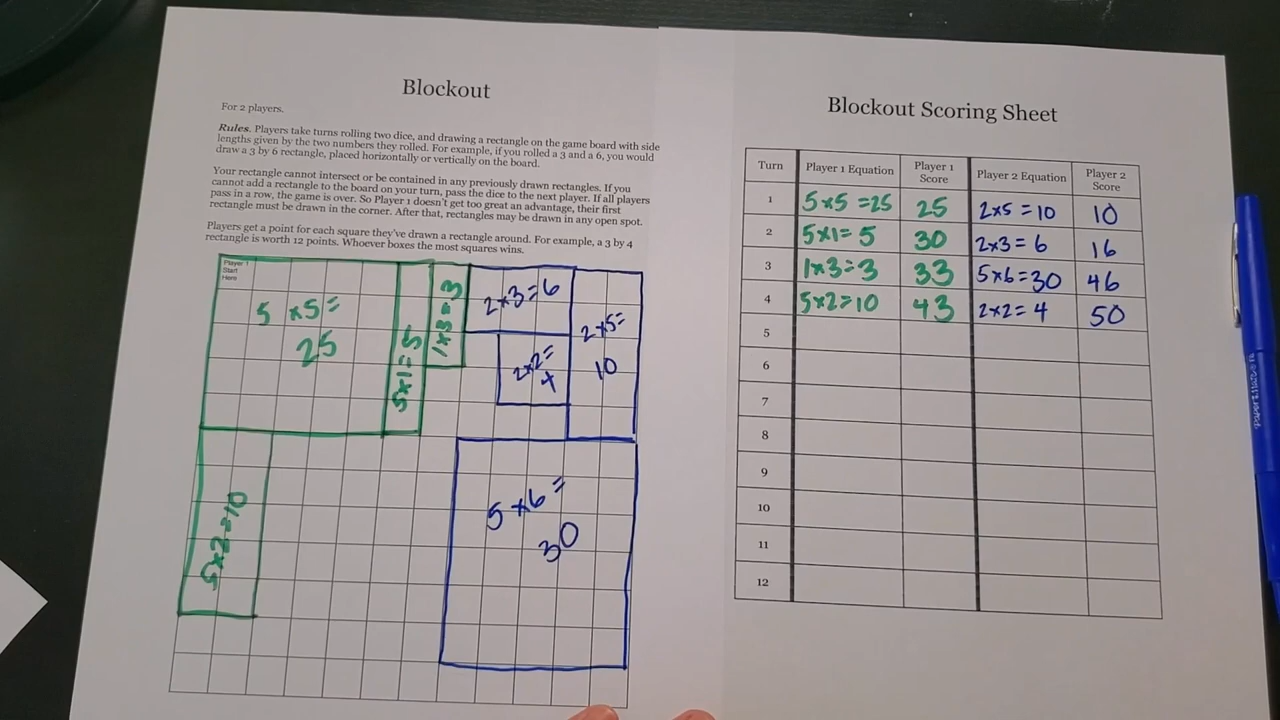 Blockout
For 2 players.
Rules. Players take turns rolling two dice, and drawing a rectangle on the game board with side
lengths given by the two numbers they rolled. For example, if you rolled a 3 and a 6, you would
draw a 3 by 6 rectangle, placed horizontally or vertically on the board.
Your rectangle cannot intersect or be contained in any previously drawn rectangles. If you
cannot add a rectangle to the board on your turn, pass the dice to the next player. If all players
pass in a row, the game is over. So Player 1 doesn't get too great an advantage, their first
rectangle must be drawn in the corner. After that, rectangles may be drawn in any open spot.
Players get a point for each square they've drawn a rectangle around. For example, a 3 by 4
rectangle is worth 12 points. Whoever boxes the most squares wins.
Player 1
Start
Here
5 x5=
25
5x1=5
1x3=3
2x3=6
2x2=
4
2x5=
10
5x2=10
5x6=
30
Blockout Scoring Sheet
Turn Player 1 Equation Player 1 Score Player 2 Equation Player 2 Score
1 5x5=25 25 2x5=10 10
2 5x1=5 30 2x3=6 16
3 1x3=3 33 5x6=30 46
4 5x2=10 43 2x2=4 50
5
6
7
8
9
10
11
12